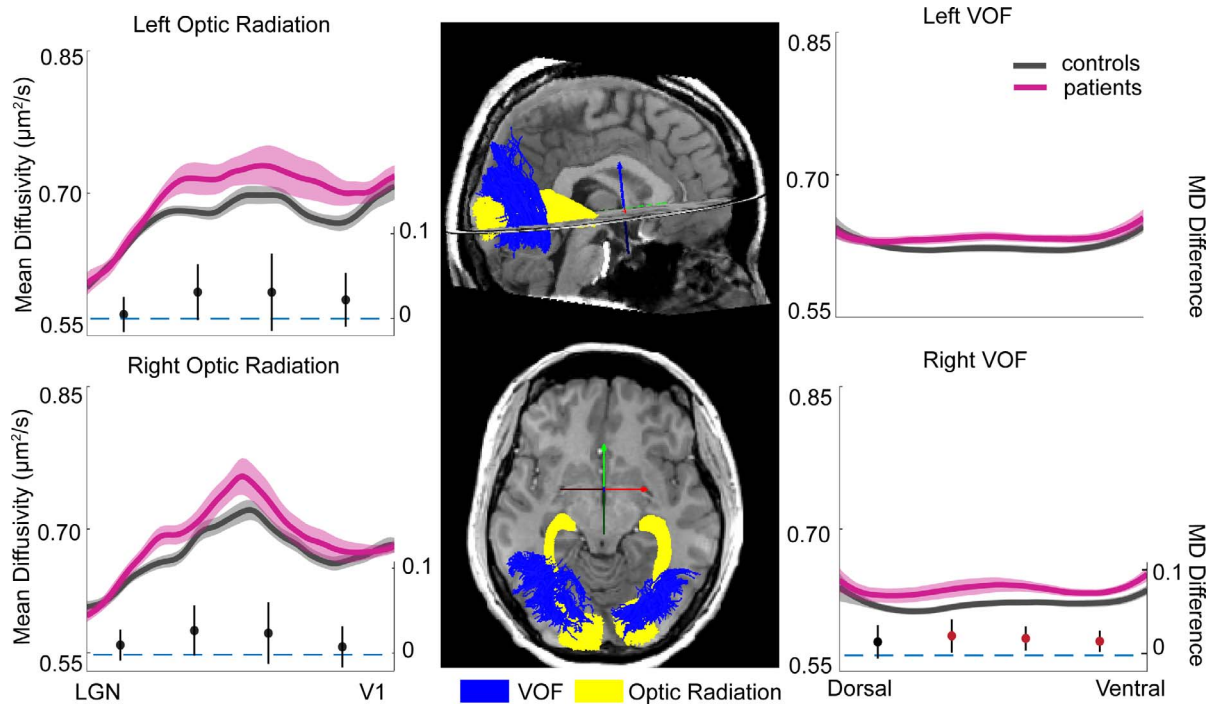 Left Optic Radiation
0.85
Mean Diffusivity (µm²/s)
0.70
0.1
0
0.55
Right Optic Radiation
0.85
Mean Diffusivity (µm²/s)
0.70
0.1
0
0.55
LGN V1
VOF Optic Radiation
Left VOF
0.85
controls
patients
0.70
MD Difference
0.55
Right VOF
0.85
0.70
MD Difference
0.1
0
0.55
Dorsal Ventral